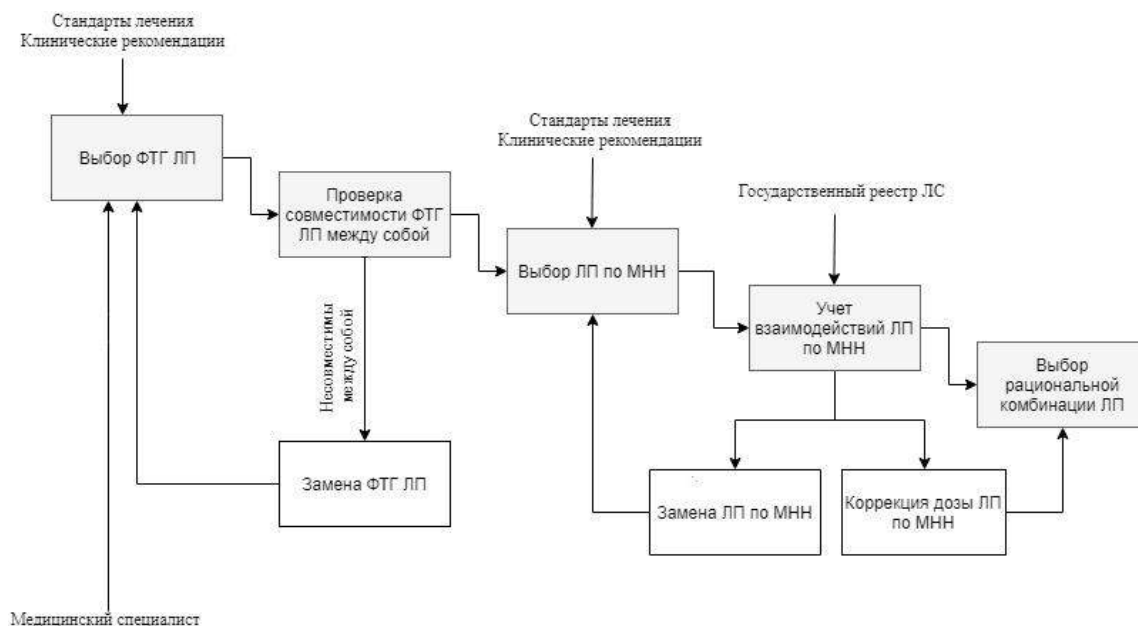 Стандарты лечения
Клинические рекомендации
Выбор ФТГ ЛП
Проверка
совместимости ФТГ
ЛП между собой
Несовместимы
между собой
Замена ФТГ ЛП
Медицинский специалист
Стандарты лечения
Клинические рекомендации
Выбор ЛП по МНН
Государственный реестр ЛС
Учет
взаимодействий ЛП
по МНН
Замена ЛП по МНН
Коррекция дозы ЛП
по МНН
Выбор
рациональной
комбинации ЛП